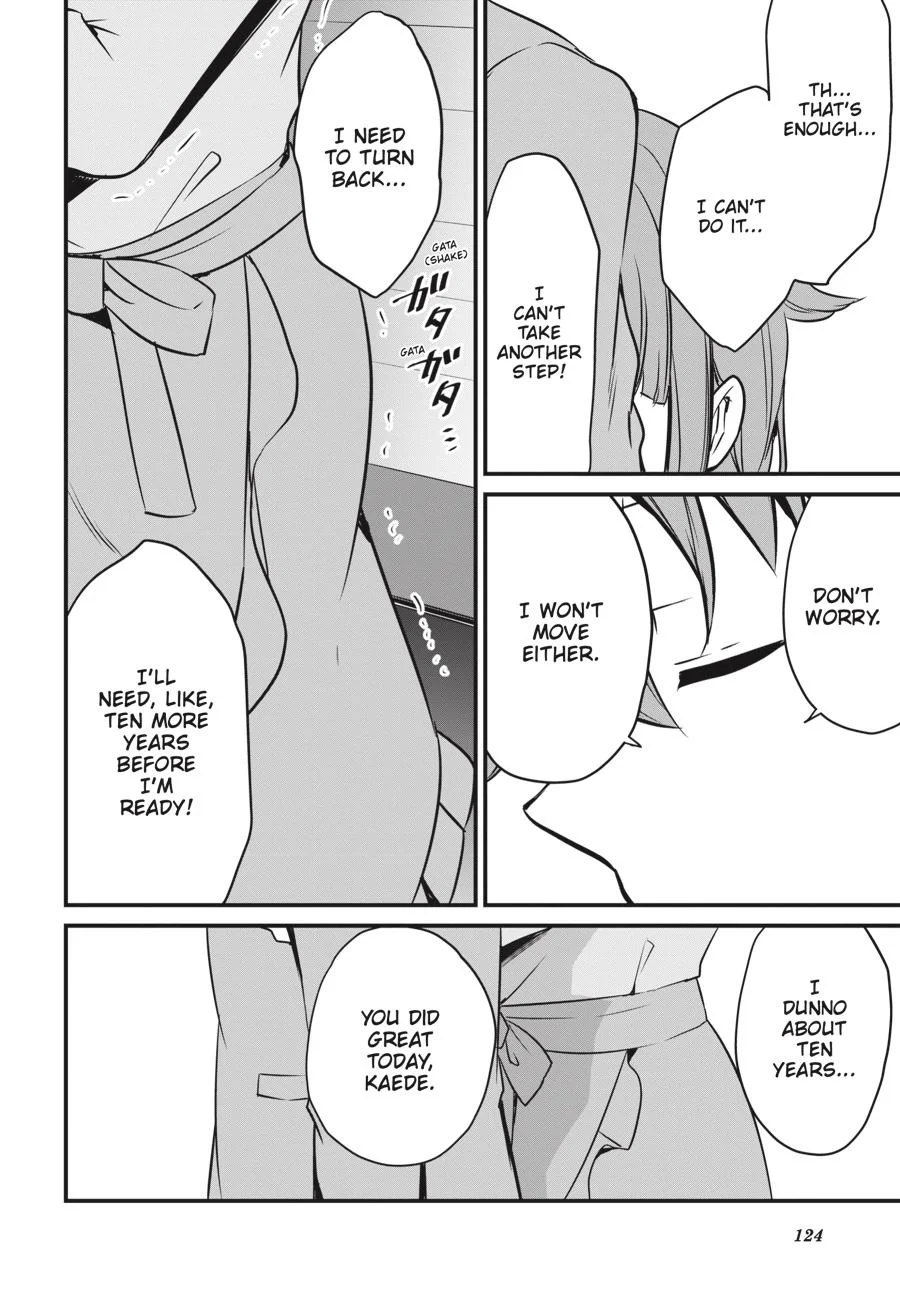 TH...
THAT'S
ENOUGH...
I CAN'T
DO IT...
I
CAN'T
TAKE
ANOTHER
STEP!
I NEED
TO TURN
BACK...
GATA
(SHAKE)
ガタ
GATA
ガタ
I'LL
NEED, LIKE,
TEN MORE
YEARS
BEFORE
I'M
READY!
DON'T
WORRY.
I WON'T
MOVE
EITHER.
I
DUNNO
ABOUT
TEN
YEARS...
YOU DID
GREAT
TODAY,
KAEDE.
124